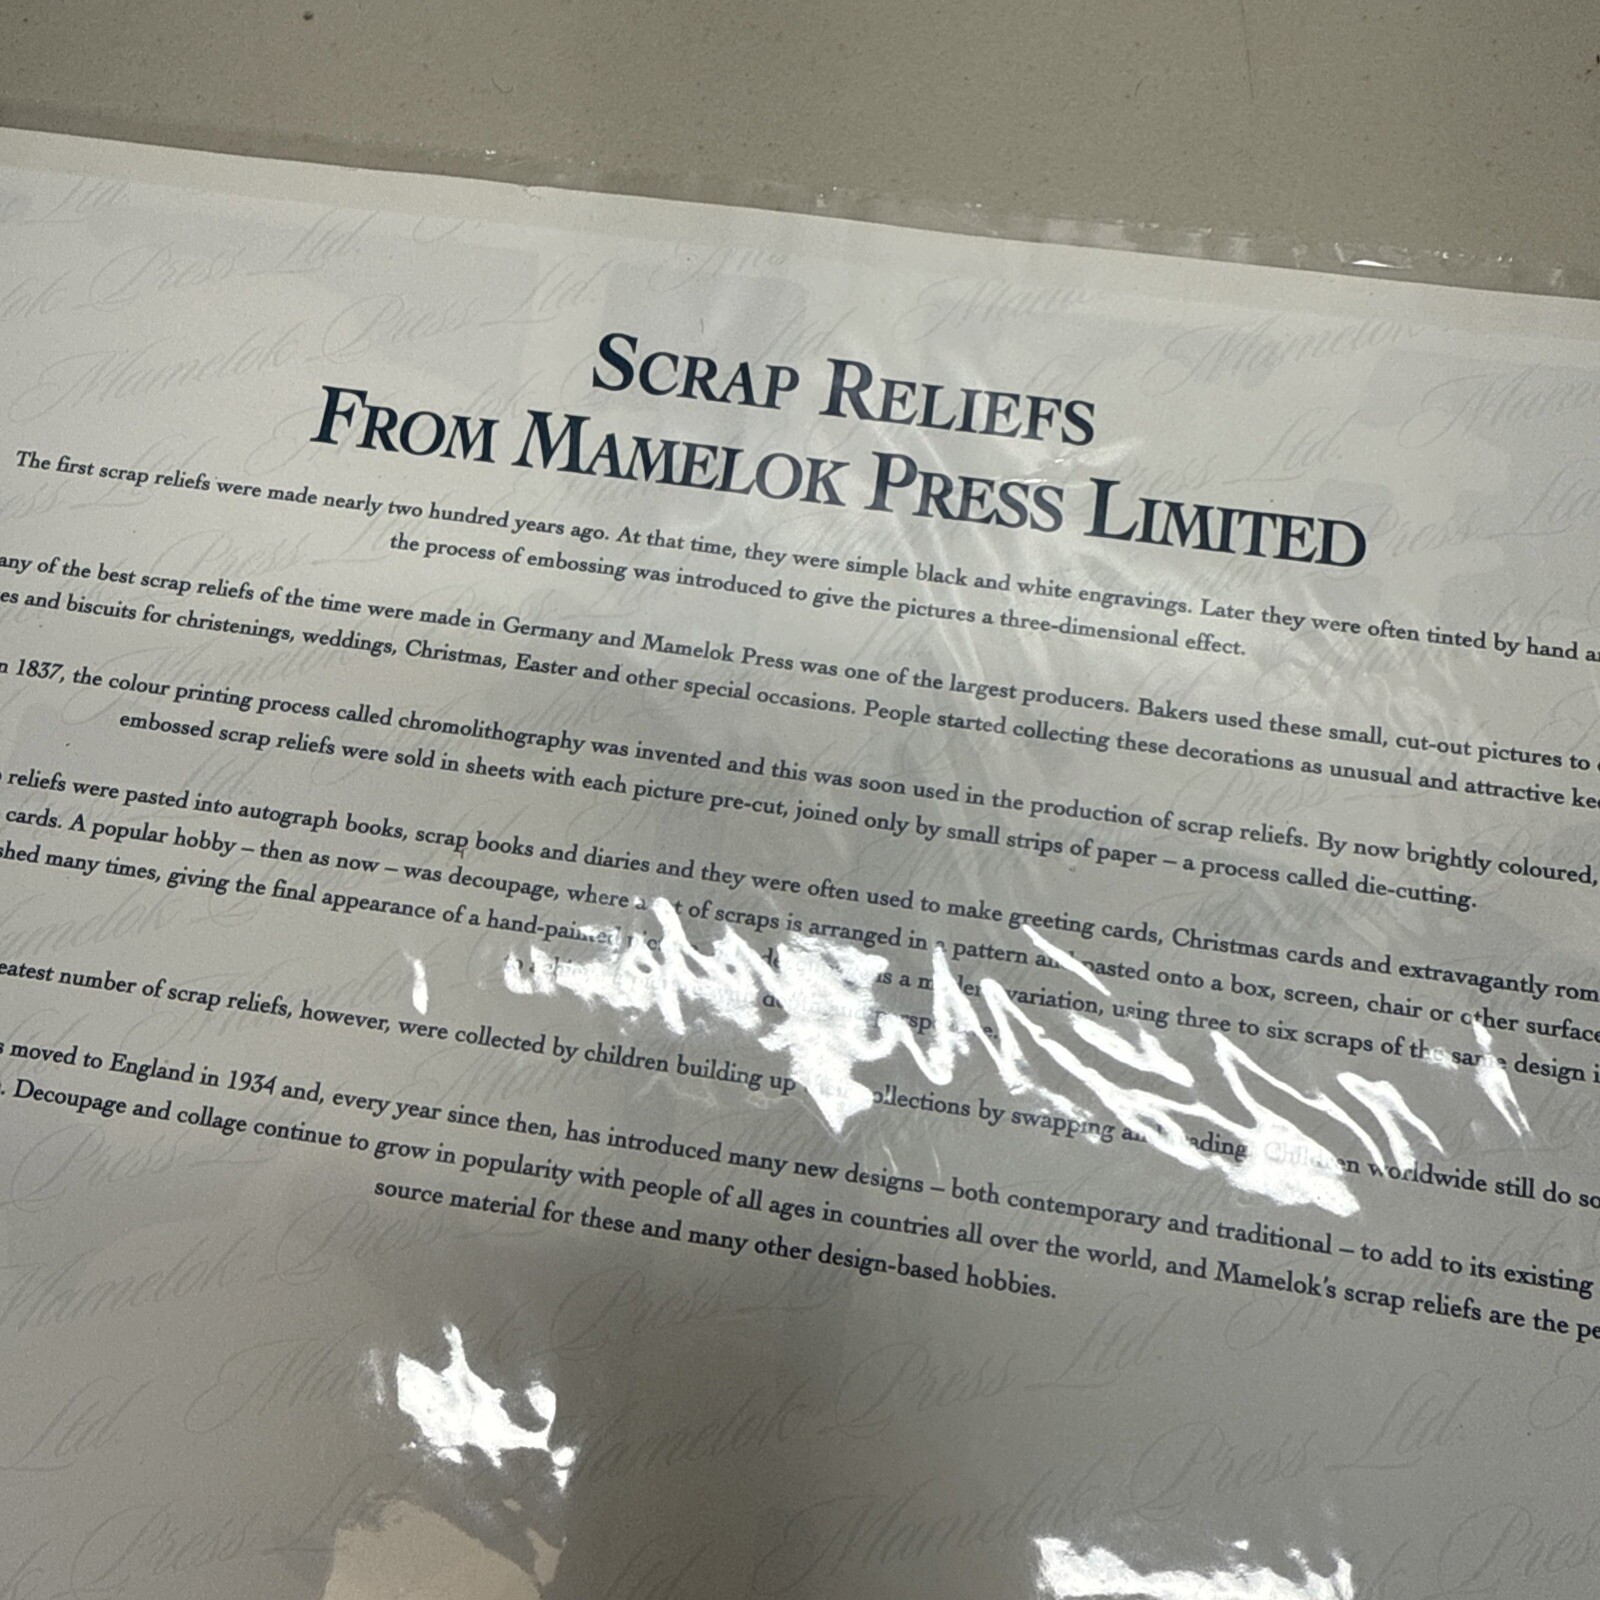 SCRAP RELIEFS
FROM MAMELOK PRESS LIMITED
The first scrap reliefs were made nearly two hundred years ago. At that time, they were simple black and white engravings. Later they were often tinted by hand
the process of embossing was introduced to give the pictures a three-dimensional effect.
any of the best scrap reliefs of the time were made in Germany and Mamelok Press was one of the largest producers. Bakers used these small, cut-out pictures to
es and biscuits for christenings, weddings, Christmas, Easter and other special occasions. People started collecting these decorations as unusual and attractive
n 1837, the colour printing process called chromolithography was invented and this was soon used in the production of scrap reliefs. By now brightly coloured,
embossed scrap reliefs were sold in sheets with each picture pre-cut, joined only by small strips of paper – a process called die-cutting.
reliefs were pasted into autograph books, scrap books and diaries and they were often used to make greeting cards, Christmas cards and extravagantly rom
cards. A popular hobby – then as now – was decoupage, where a of scraps is arranged in a pattern and pasted onto a box, screen, chair or other surface
shed many times, giving the final appearance of a hand-painted is a variation, using three to six scraps of the same design
eatest number of scrap reliefs, however, were collected by children building up collections by swapping and Children worldwide still do so
s moved to England in 1934 and, every year since then, has introduced many new designs – both contemporary and traditional – to add to its existing
. Decoupage and collage continue to grow in popularity with people of all ages in countries all over the world, and Mamelok's scrap reliefs are the pe
source material for these and many other design-based hobbies.